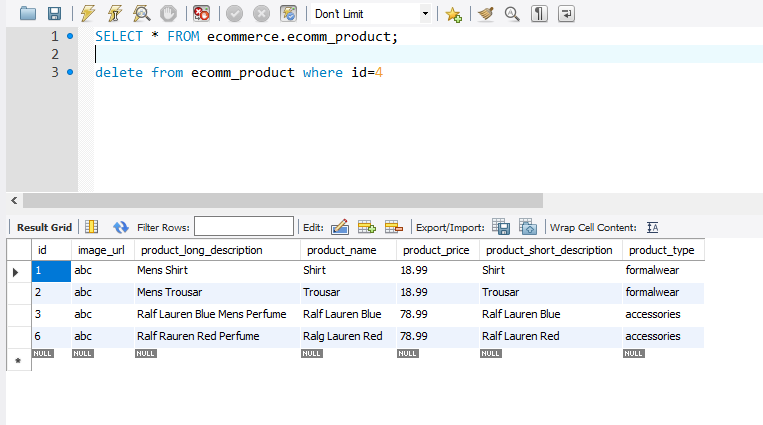 Don't Limit
1 SELECT * FROM ecommerce.ecomm_product;
2
3 delete from ecomm_product where id=4
Result Grid Filter Rows: Edit: Export/Import: Wrap Cell Content:
id image_url product_long_description product_name product_price product_short_description product_type
1 abc Mens Shirt Shirt 18.99 Shirt formalwear
2 abc Mens Trousar Trousar 18.99 Trousar formalwear
3 abc Ralf Lauren Blue Mens Perfume Ralf Lauren Blue 78.99 Ralf Lauren Blue accessories
6 abc Ralf Rauren Red Perfume Ralg Lauren Red 78.99 Ralf Lauren Red accessories
NULL NULL NULL NULL NULL NULL NULL